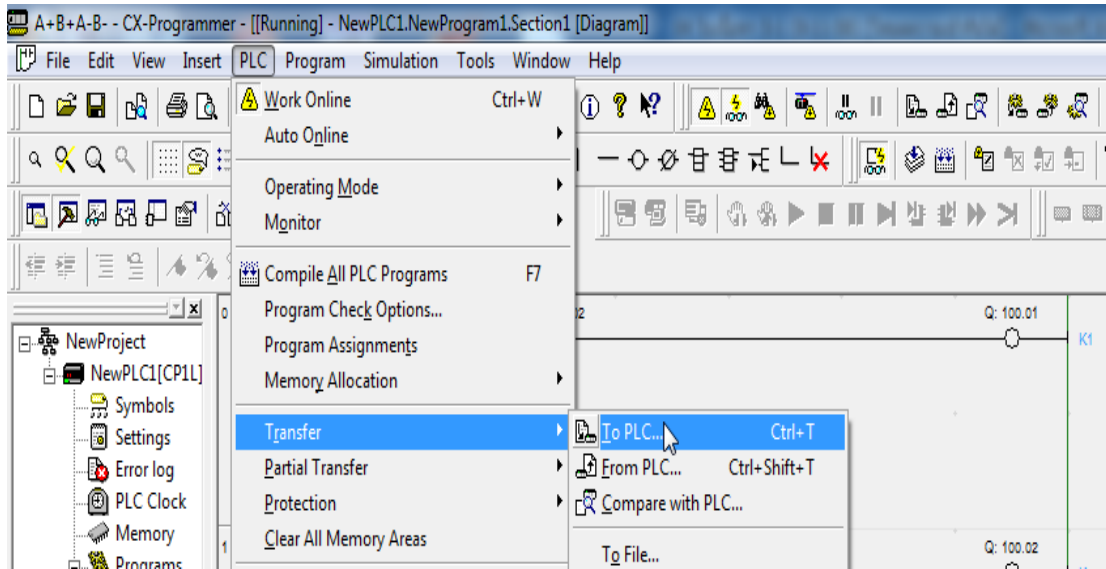 A+B+A-B- - CX-Programmer - [[Running] - NewPLC1.NewProgram1.Section1 [Diagram]]
File Edit View Insert PLC Program Simulation Tools Window Help
Work Online Ctrl+W
Auto Online
Operating Mode
Monitor
Compile All PLC Programs F7
Program Check Options...
Program Assignments
Memory Allocation
Transfer
Partial Transfer
Protection
Clear All Memory Areas
To PLC... Ctrl+T
From PLC... Ctrl+Shift+T
Compare with PLC...
To File...
NewProject
NewPLC1[CP1L]
Symbols
Settings
Error log
PLC Clock
Memory
Programs
0
Q: 100.01
K1
1
Q: 100.02